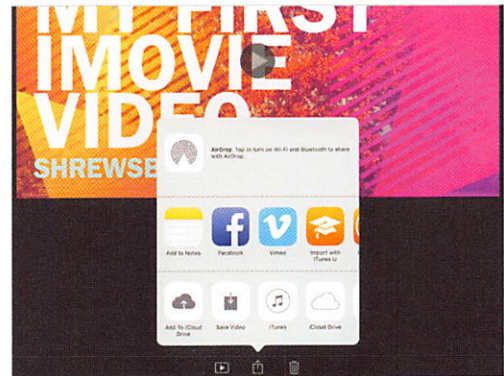 MY FIRST
IMOVIE
VIDEO
SHREWSB
AirDrop. Tap to turn on Wi-Fi and Bluetooth to share
with AirDrop.
Add to Notes
Facebook
Vimeo
Import with
iTunes U
Add To iCloud
Drive
Save Video
iTunes
iCloud Drive